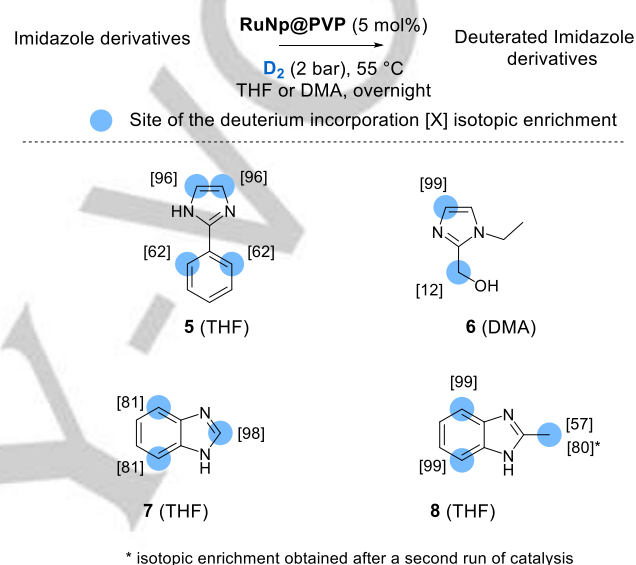 RuNp@PVP (5 mol%)
Imidazole derivatives
Deuterated Imidazole
derivatives
D2 (2 bar), 55 °C
THF or DMA, overnight
Site of the deuterium incorporation [X] isotopic enrichment
[96] [96]
HN N
[62] [62]
5 (THF)
[99]
N N
[12] OH
6 (DMA)
[81] N
[98]
[81] N
H
7 (THF)
[99]
N [57]
[80]*
[99] N
H
8 (THF)
* isotopic enrichment obtained after a second run of catalysis